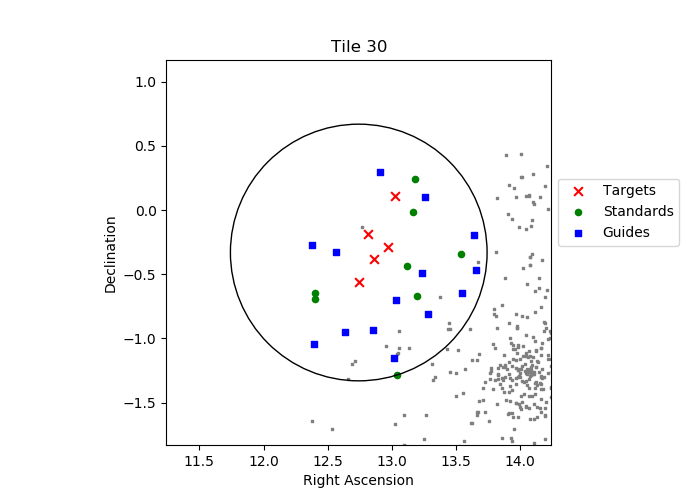 Tile 30
1.0
0.5
0.0
−0.5
−1.0
−1.5
Declination
11.5 12.0 12.5 13.0 13.5 14.0
Right Ascension
Targets
Standards
Guides